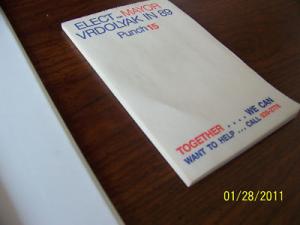 ELECT ... MAYOR
VRDOLYAK IN 89
Punch 15
TOGETHER .... WE CAN
WANT TO HELP ... CALL
01/28/2011